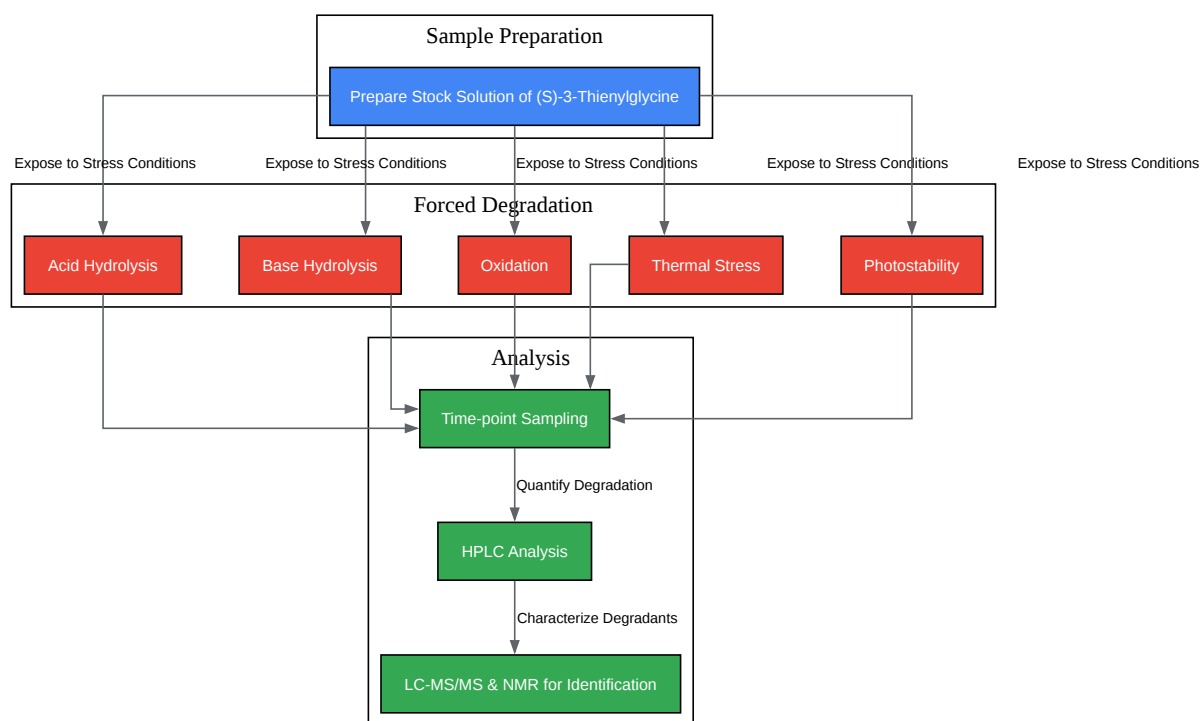 Sample Preparation
Prepare Stock Solution of (S)-3-Thienylglycine
Expose to Stress Conditions
Expose to Stress Conditions
Expose to Stress Conditions
Expose to Stress Conditions
Expose to Stress Conditions
Forced Degradation
Acid Hydrolysis
Base Hydrolysis
Oxidation
Thermal Stress
Photostability
Analysis
Time-point Sampling
Quantify Degradation
HPLC Analysis
Characterize Degradants
LC-MS/MS & NMR for Identification